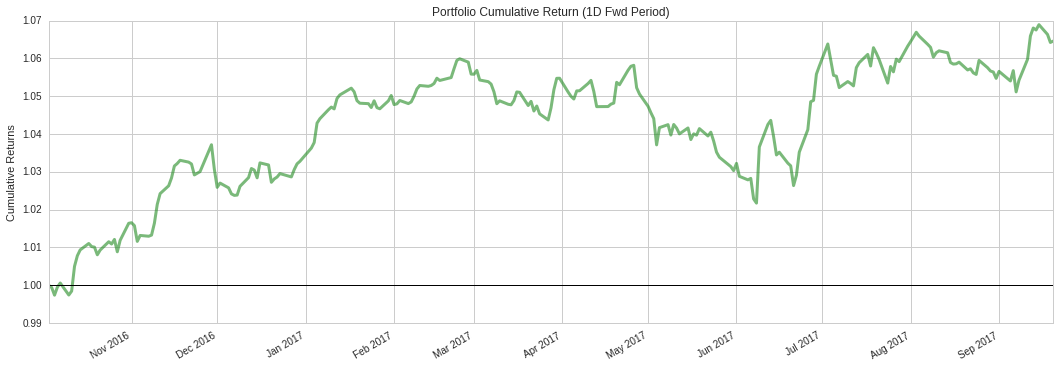 Portfolio Cumulative Return (1D Fwd Period)
Cumulative Returns
1.07
1.06
1.05
1.04
1.03
1.02
1.01
1.00
0.99
Nov 2016
Dec 2016
Jan 2017
Feb 2017
Mar 2017
Apr 2017
May 2017
Jun 2017
Jul 2017
Aug 2017
Sep 2017